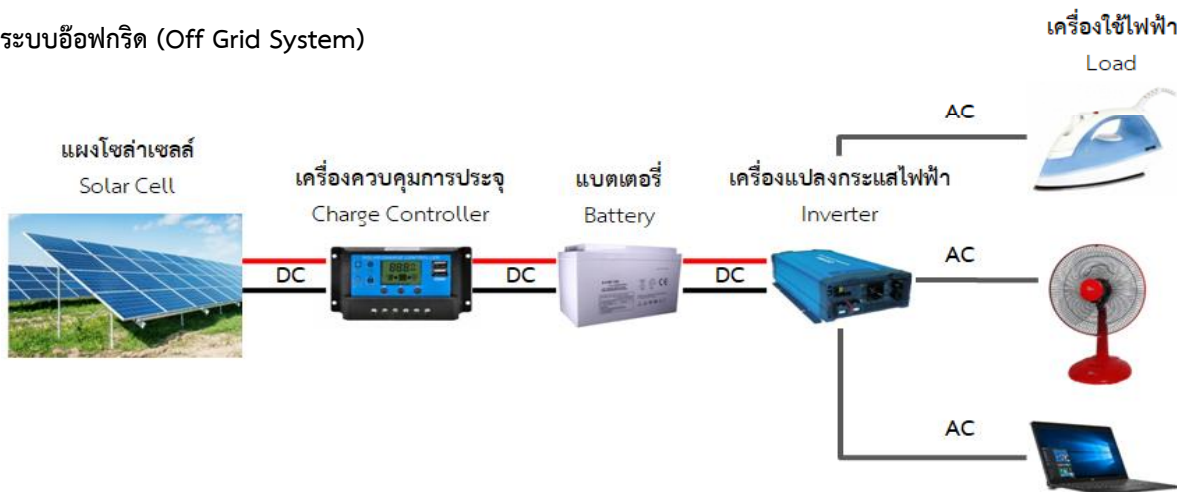 ระบบอ๊อฟกริด (Off Grid System)
เครื่องใช้ไฟฟ้า
Load
AC
แผงโซล่าเซลล์
Solar Cell
เครื่องควบคุมการประจุ
Charge Controller
แบตเตอรี่
Battery
เครื่องแปลงกระแสไฟฟ้า
Inverter
DC
DC
DC
AC
AC